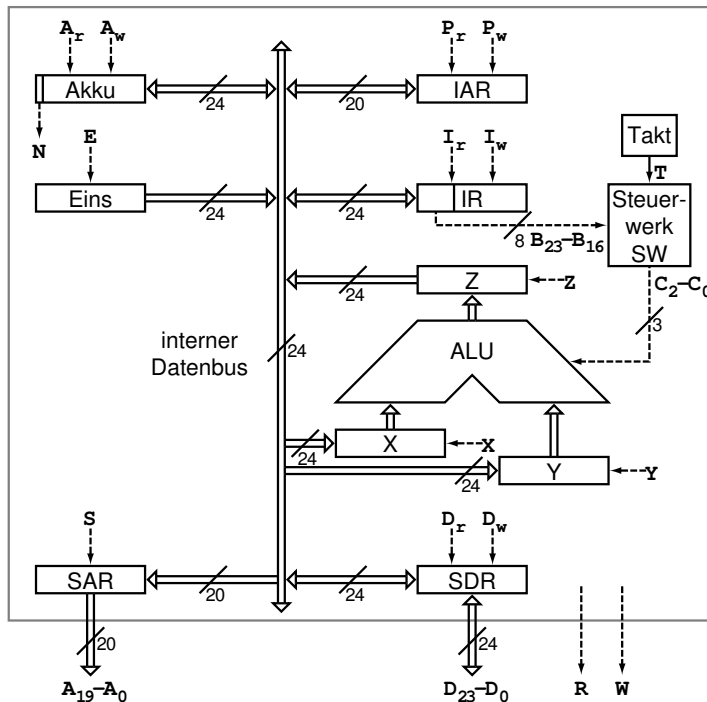 A_r A_w P_r P_w
Akku 24 20 IAR
N
E I_r I_w Takt
T
Eins 24 24 IR Steuer-
werk
SW
8 B_23–B_16
24 Z Z C_2–C_0
3
interner
Datenbus
24 ALU
24 X X
24 Y Y
S D_r D_w
SAR 20 24 SDR
20 24
A_19–A_0 D_23–D_0 R W